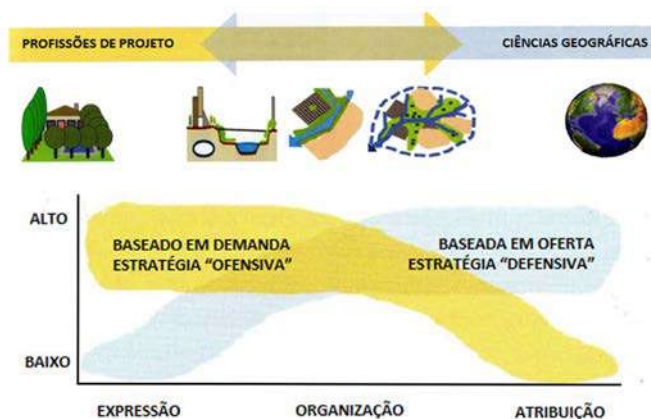 PROFISSÕES DE PROJETO
CIÊNCIAS GEOGRÁFICAS
ALTO
BASEADO EM DEMANDA
ESTRATÉGIA “OFENSIVA”
BASEADA EM OFERTA
ESTRATÉGIA “DEFENSIVA”
BAIXO
EXPRESSÃO
ORGANIZAÇÃO
ATRIBUIÇÃO